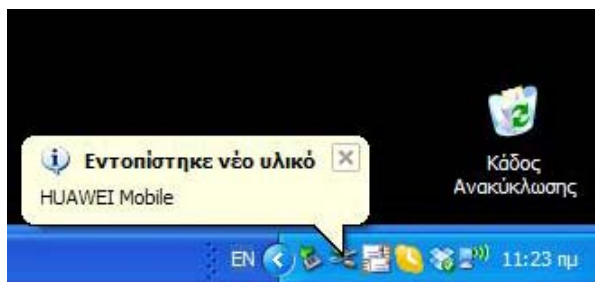 Εντοπίστηκε νέο υλικό
HUAWEI Mobile
Κάδος
Ανακύκλωσης
EN
11:23 πμ